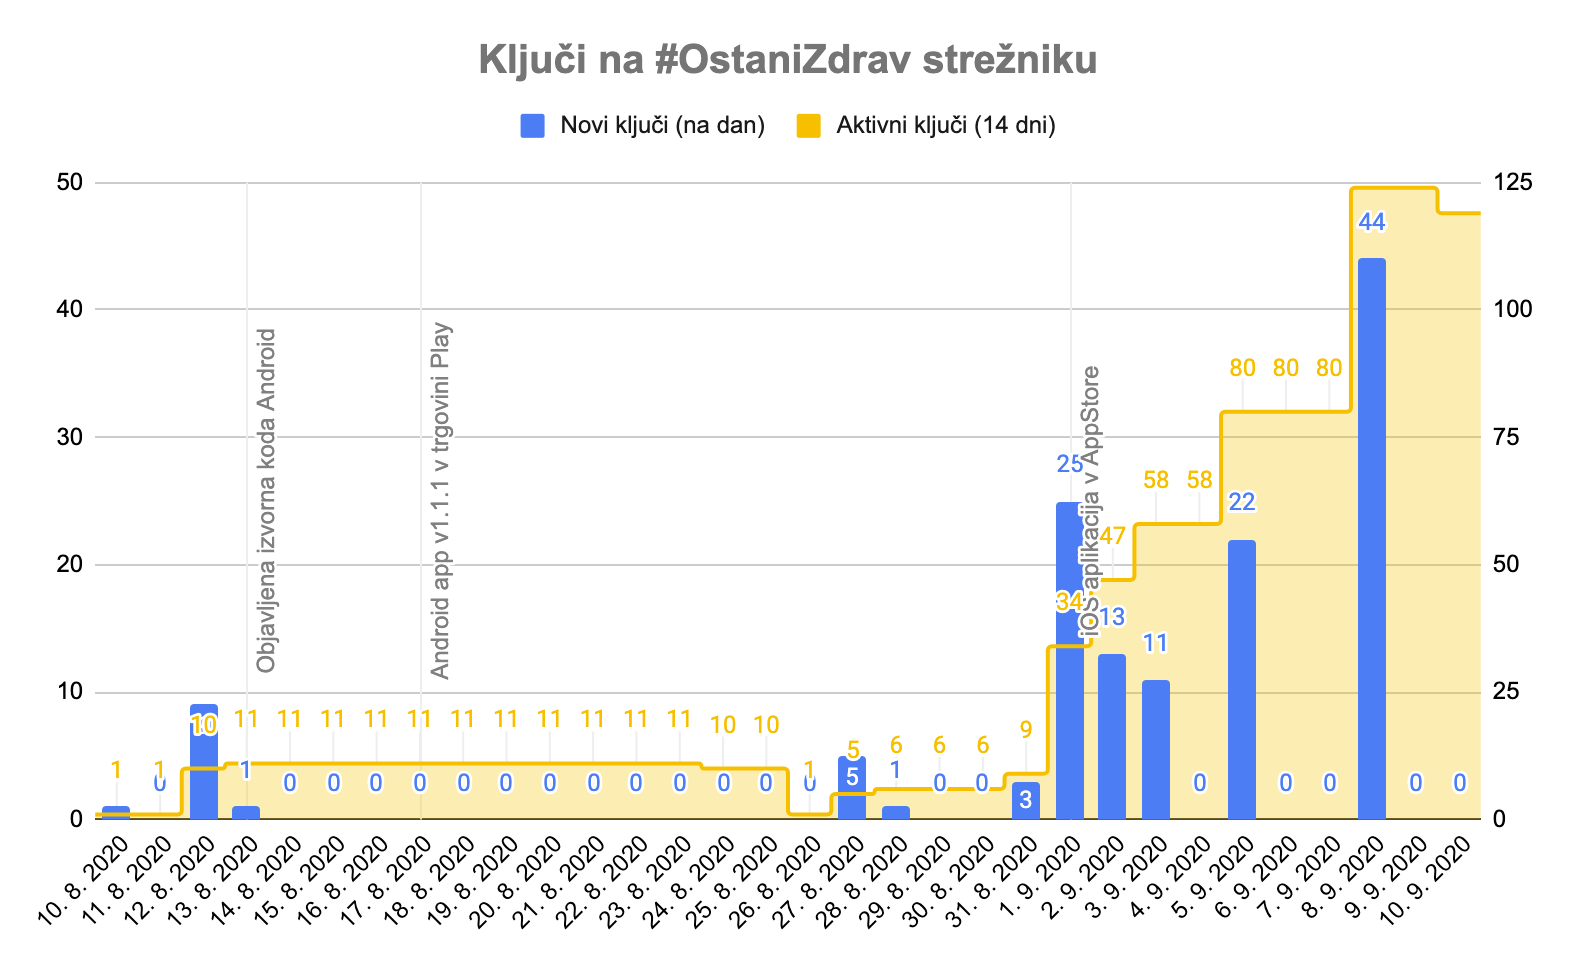 Ključi na #OstaniZdrav strežniku
Novi ključi (na dan) Aktivni ključi (14 dni)
50 125
40 100
30 75
20 50
10 25
0 0
Objavljena izvorna koda Android
Android app v1.1.1 v trgovini Play
iOS aplikacija v AppStore
1 1 10 11 11 11 11 11 11 11 11 11 11 11 10 10 1 5 6 6 6 9 34 47 58 58 80 80 80
0 1 0 0 0 0 0 0 0 0 0 0 0 0 0 5 1 0 0 3 25 13 11 0 22 0 0 44 0 0
10. 8. 2020
11. 8. 2020
12. 8. 2020
13. 8. 2020
14. 8. 2020
15. 8. 2020
16. 8. 2020
17. 8. 2020
18. 8. 2020
19. 8. 2020
20. 8. 2020
21. 8. 2020
22. 8. 2020
23. 8. 2020
24. 8. 2020
25. 8. 2020
26. 8. 2020
27. 8. 2020
28. 8. 2020
29. 8. 2020
30. 8. 2020
31. 8. 2020
1. 9. 2020
2. 9. 2020
3. 9. 2020
4. 9. 2020
5. 9. 2020
6. 9. 2020
7. 9. 2020
8. 9. 2020
9. 9. 2020
10. 9. 2020